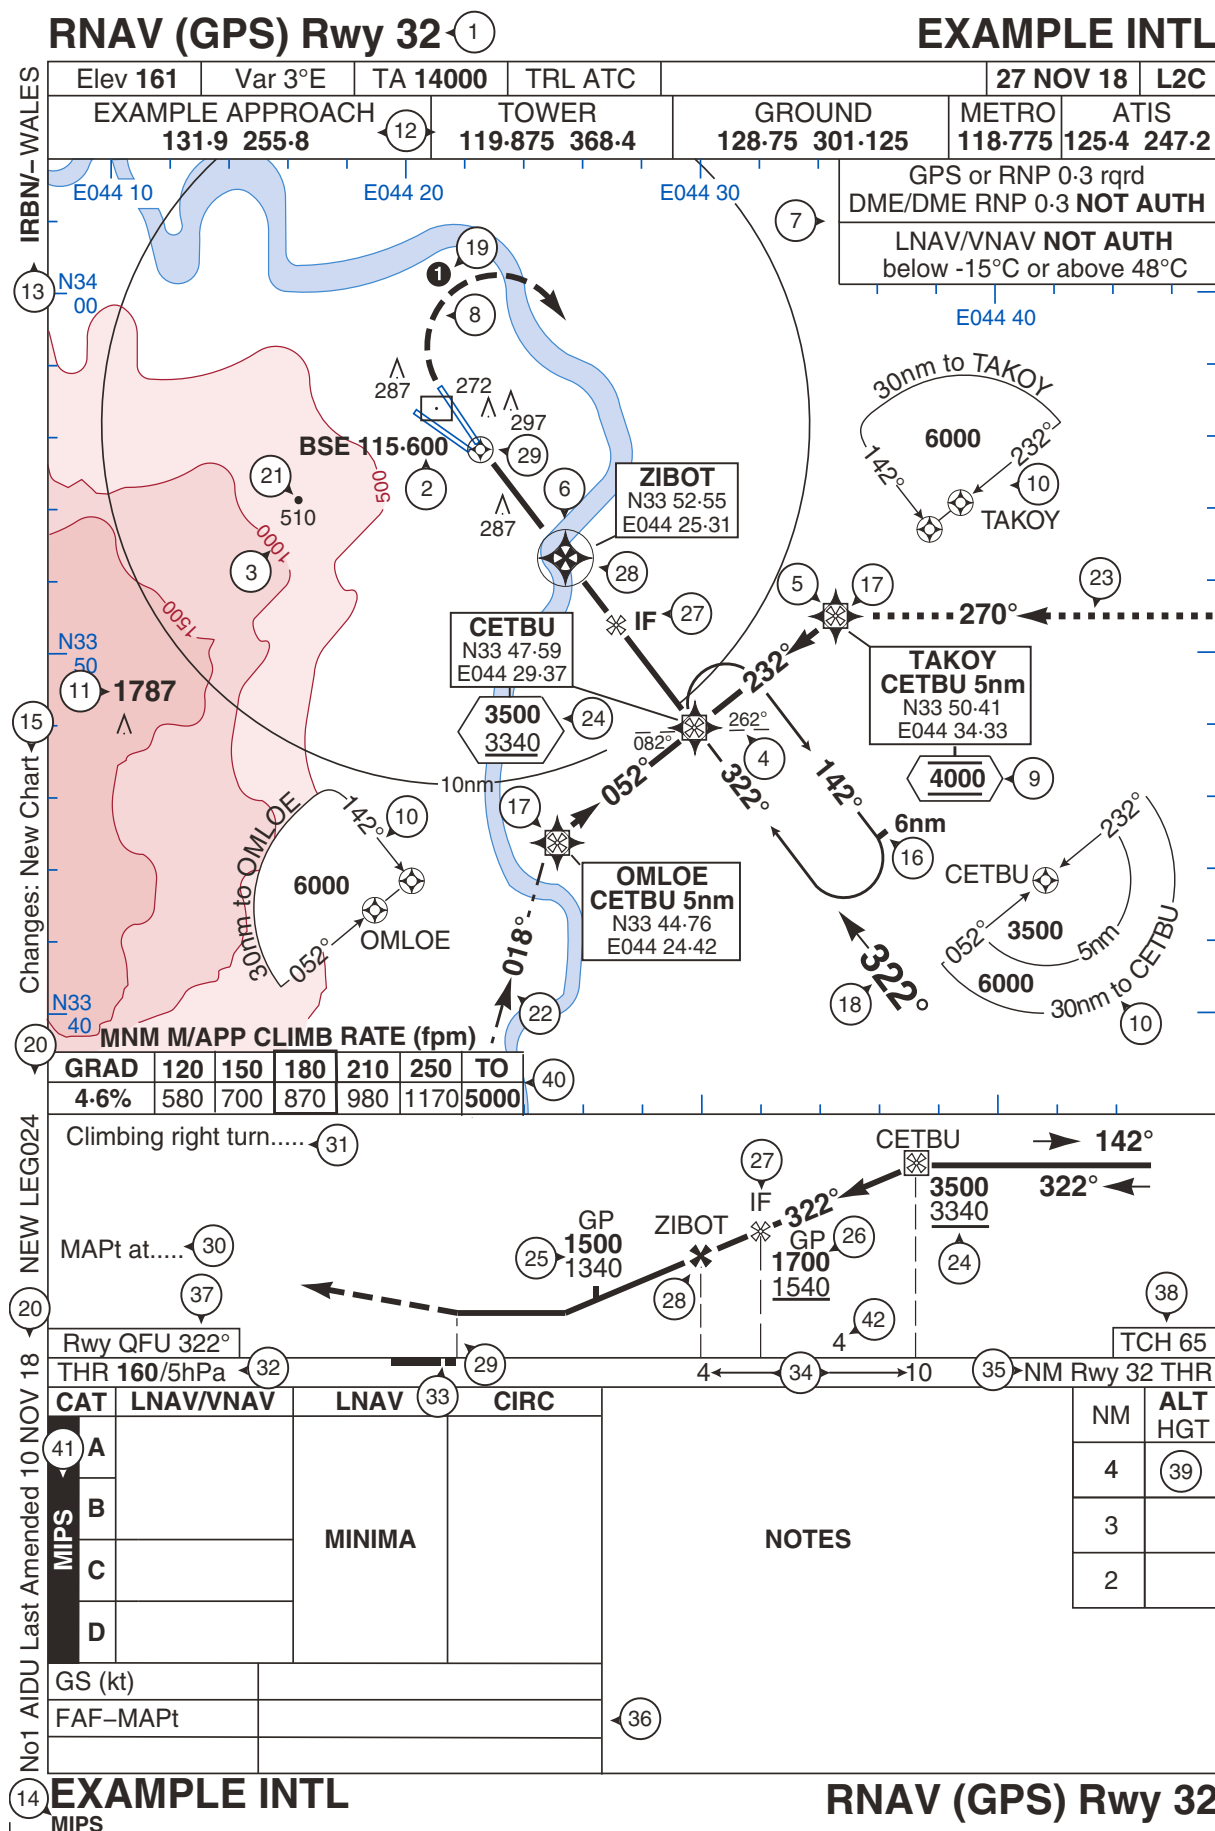 RNAV (GPS) Rwy 32 1 EXAMPLE INTL
Elev 161 Var 3°E TA 14000 TRL ATC 27 NOV 18 L2C
EXAMPLE APPROACH 12 TOWER GROUND METRO ATIS
131·9 255·8 119·875 368·4 128·75 301·125 118·775 125·4 247·2
IRBN/–WALES
13
Changes: New Chart 15
20
No1 AIDU Last Amended 10 NOV 18 20 NEW LEG024
E044 10 E044 20 E044 30
GPS or RNP 0·3 rqrd
DME/DME RNP 0·3 NOT AUTH
7
LNAV/VNAV NOT AUTH
below -15°C or above 48°C
N34
00
E044 40
19
1
8
287 272
297
BSE 115·600
29
2
21
510
500
1000
1500
3
6
287
ZIBOT
N33 52·55
E044 25·31
28
30nm to TAKOY
6000
142° 232°
10
TAKOY
5 17
23
270°
IF 27
CETBU
N33 47·59
E044 29·37
3500
3340
24
232°
TAKOY
CETBU 5nm
N33 50·41
E044 34·33
4000
9
N33
50
11 1787
082° 262°
4
10nm
052°
322° 142°
6nm
16
17
OMLOE
CETBU 5nm
N33 44·76
E044 24·42
30nm to OMLOE
142°
10
6000
OMLOE
052°
018°
22
322°
18
232°
CETBU
052°
3500
5nm
6000
30nm to CETBU
10
N33
40
MNM M/APP CLIMB RATE (fpm)
GRAD 120 150 180 210 250 TO
4·6% 580 700 870 980 1170 5000
40
Climbing right turn..... 31
CETBU 142°
322°
27
IF
322°
3500
3340
24
MAPt at..... 30
GP
25 1500
1340
ZIBOT
28
GP 26
1700
1540
37
42
4
38
Rwy QFU 322° TCH 65
THR 160/5hPa 32 29 4 34 10 35 NM Rwy 32 THR
33
CAT LNAV/VNAV LNAV CIRC
NM ALT
HGT
41 A
B
C
D
MIPS
MINIMA
NOTES
4 39
3
2
GS (kt)
FAF–MAPt
36
14 EXAMPLE INTL RNAV (GPS) Rwy 32
MIPS